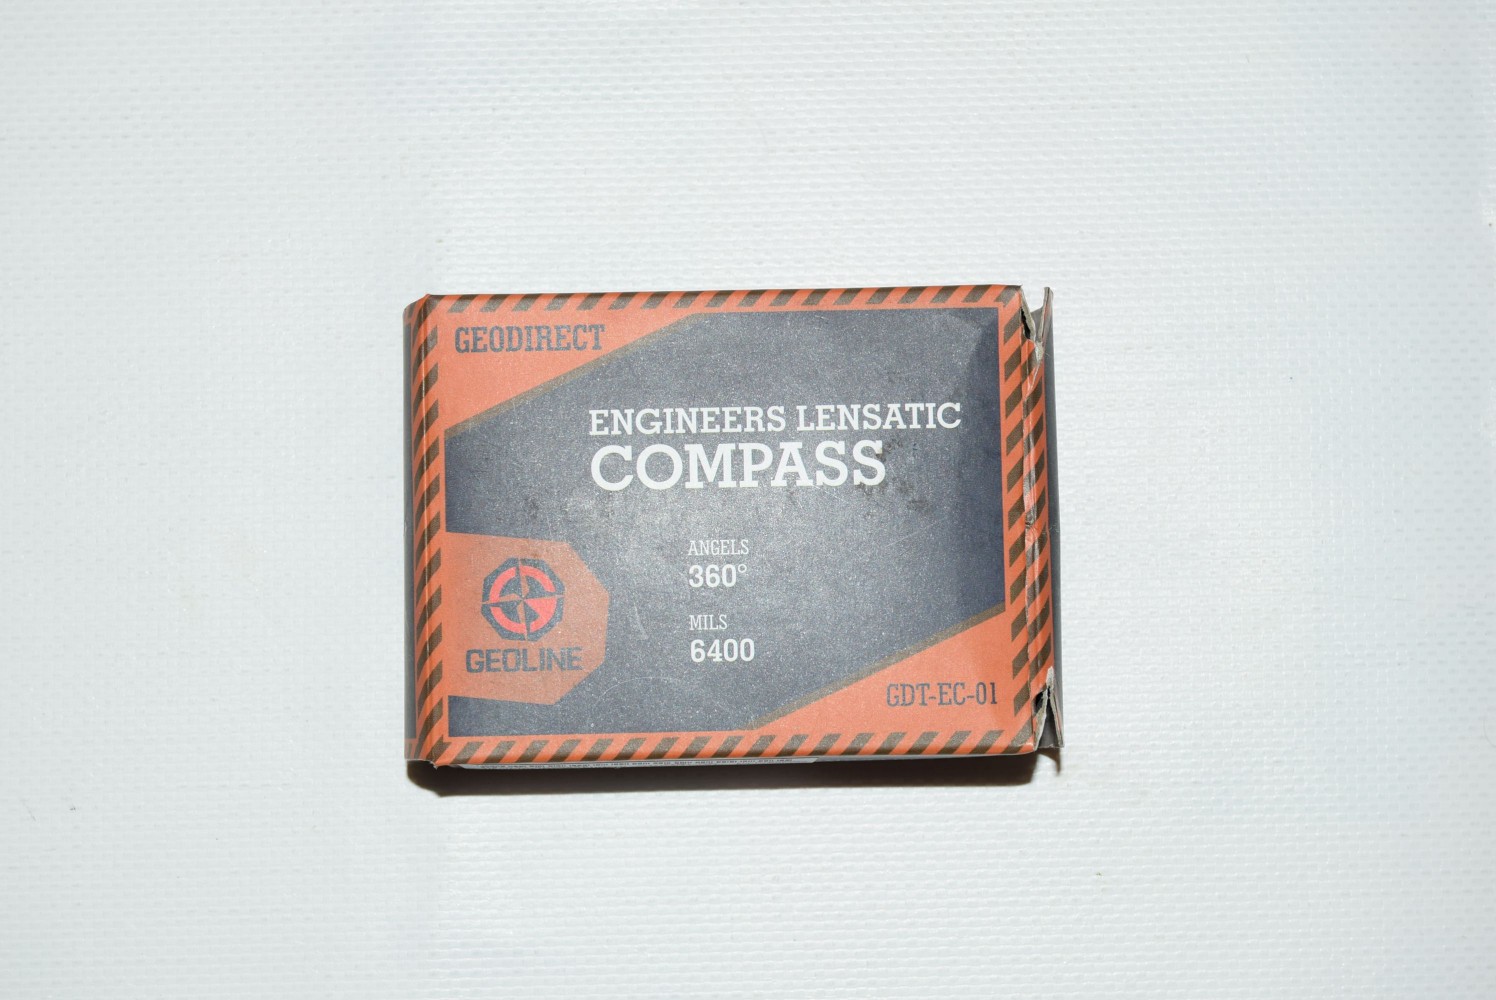 GEODIRECT
ENGINEERS LENSATIC
COMPASS
ANGELS
360°
MILS
6400
GEOLINE
GDT-EC-01